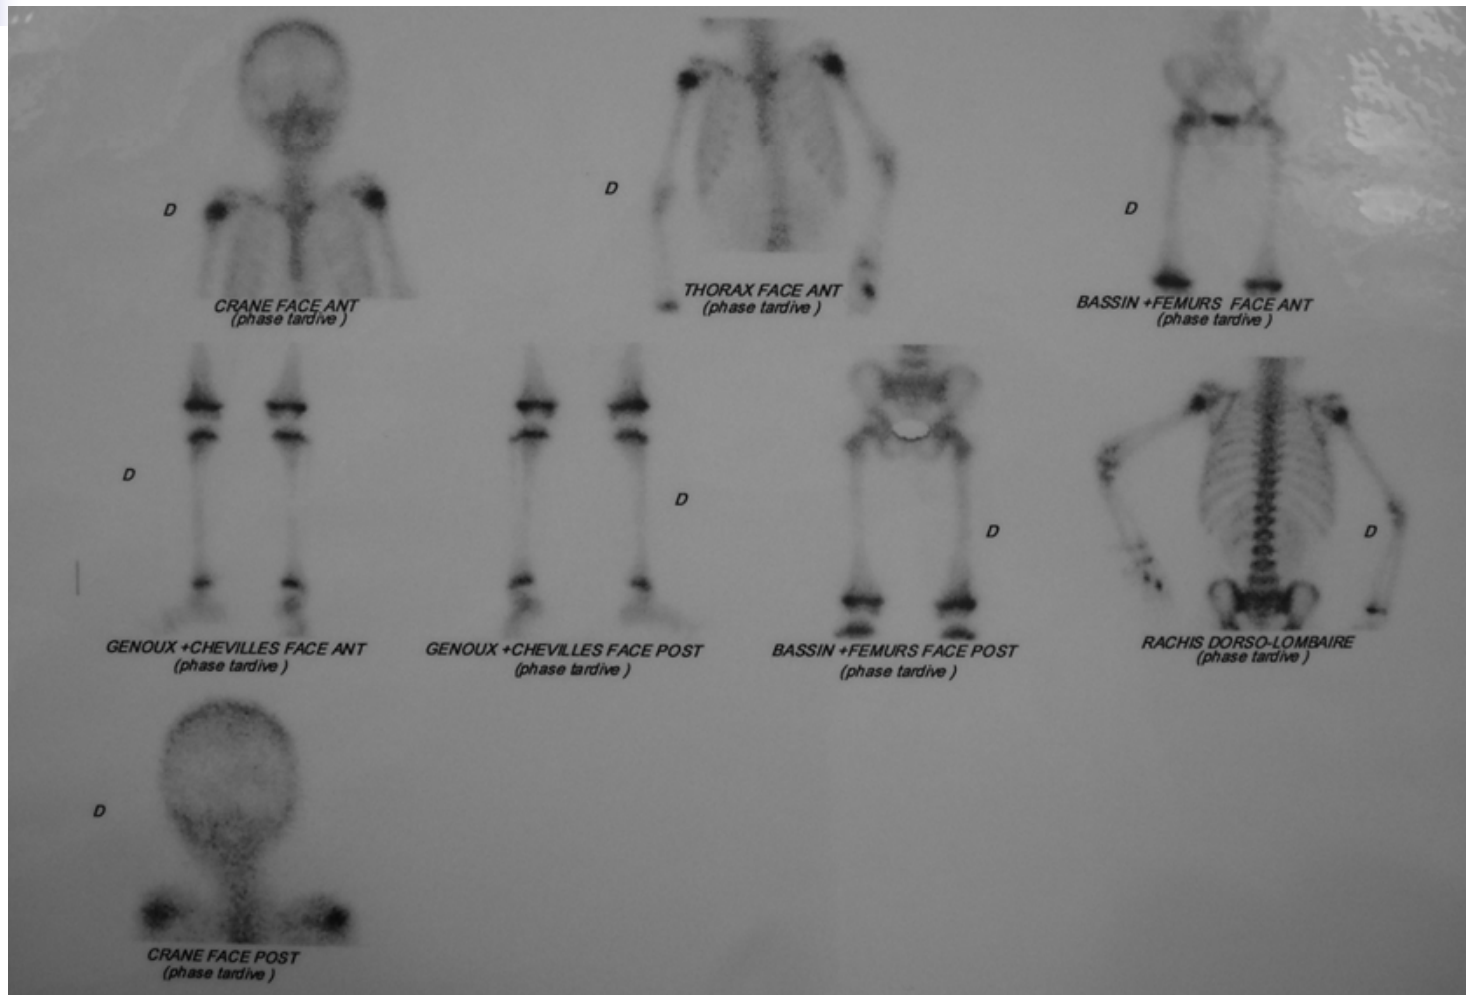 D
CRANE FACE ANT
(phase tardive )
D
THORAX FACE ANT
(phase tardive )
D
BASSIN +FEMURS FACE ANT
(phase tardive )
D
GENOUX +CHEVILLES FACE ANT
(phase tardive )
D
GENOUX +CHEVILLES FACE POST
(phase tardive )
D
BASSIN +FEMURS FACE POST
(phase tardive )
D
RACHIS DORSO-LOMBAIRE
(phase tardive )
D
CRANE FACE POST
(phase tardive )